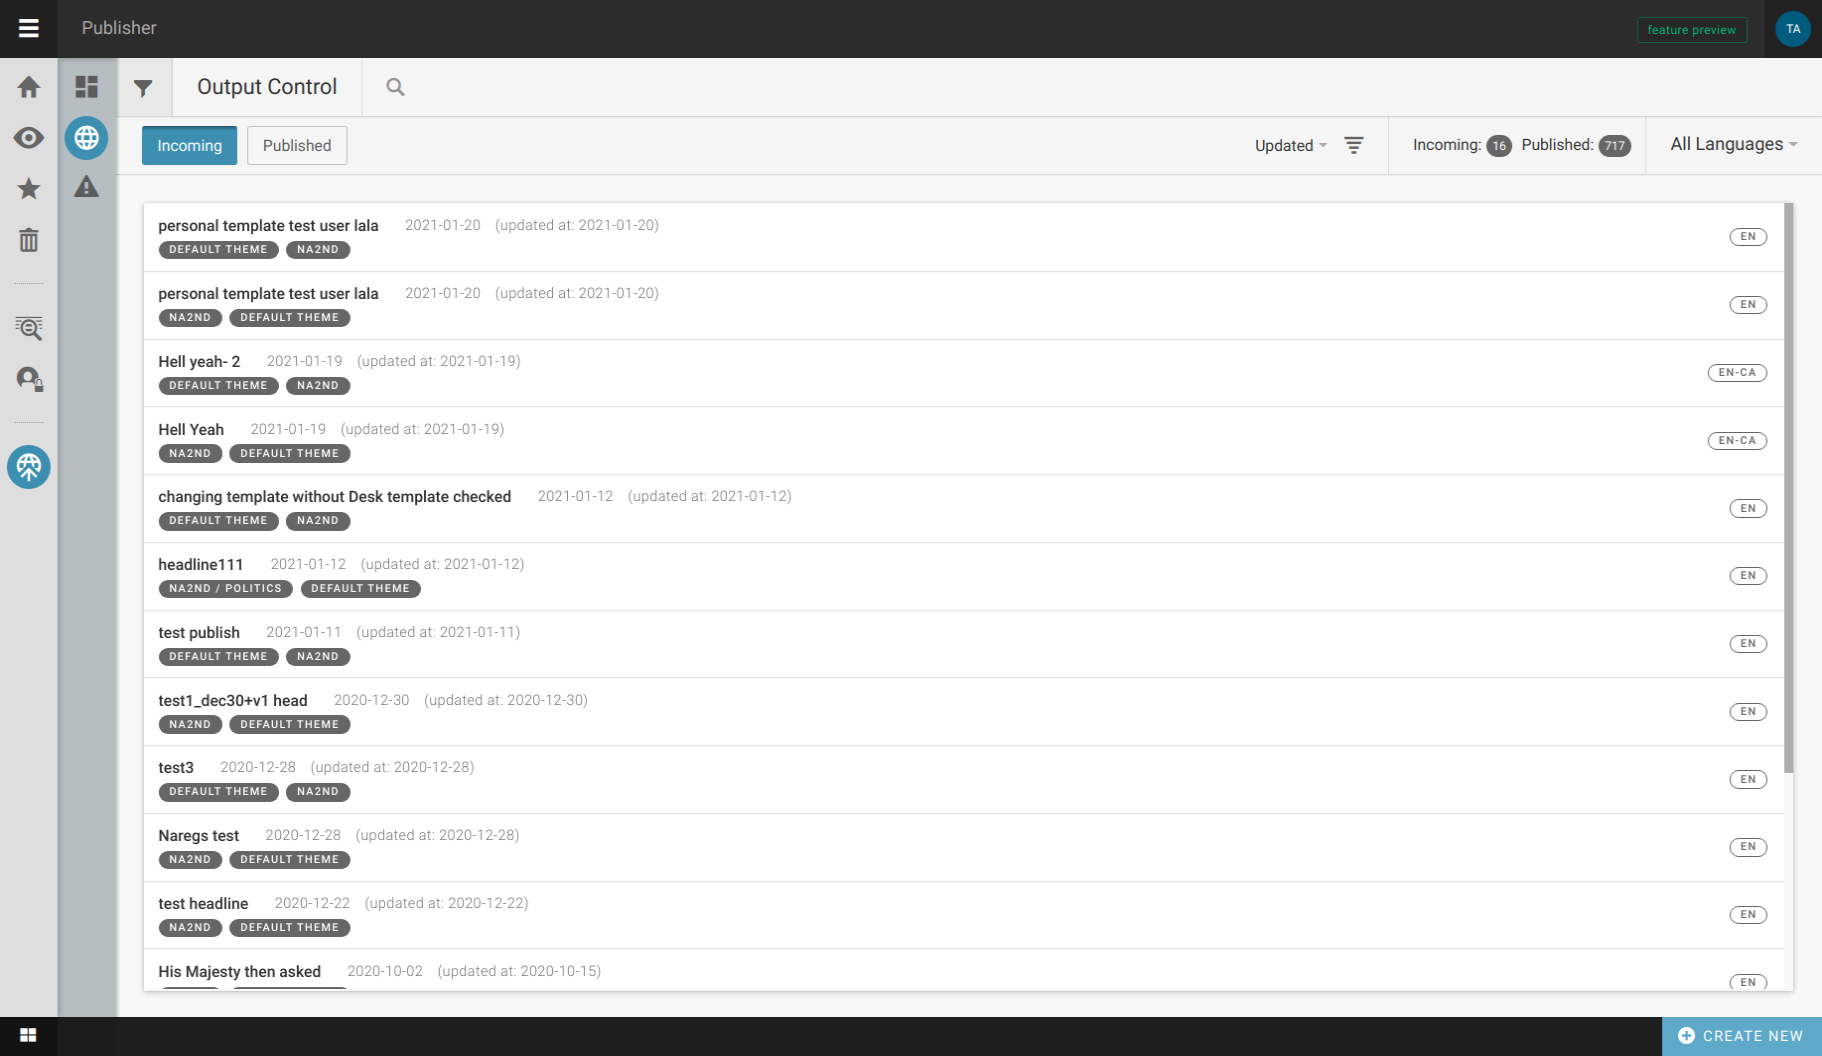 Publisher
feature preview
TA
Output Control
Incoming
Published
Updated
Incoming: 16 Published: 717
All Languages
personal template test user lala 2021-01-20 (updated at: 2021-01-20)
DEFAULT THEME NA2ND
EN
personal template test user lala 2021-01-20 (updated at: 2021-01-20)
NA2ND DEFAULT THEME
EN
Hell yeah- 2 2021-01-19 (updated at: 2021-01-19)
DEFAULT THEME NA2ND
EN-CA
Hell Yeah 2021-01-19 (updated at: 2021-01-19)
NA2ND DEFAULT THEME
EN-CA
changing template without Desk template checked 2021-01-12 (updated at: 2021-01-12)
DEFAULT THEME NA2ND
EN
headline111 2021-01-12 (updated at: 2021-01-12)
NA2ND / POLITICS DEFAULT THEME
EN
test publish 2021-01-11 (updated at: 2021-01-11)
DEFAULT THEME NA2ND
EN
test1_dec30+v1 head 2020-12-30 (updated at: 2020-12-30)
NA2ND DEFAULT THEME
EN
test3 2020-12-28 (updated at: 2020-12-28)
DEFAULT THEME NA2ND
EN
Naregs test 2020-12-28 (updated at: 2020-12-28)
NA2ND DEFAULT THEME
EN
test headline 2020-12-22 (updated at: 2020-12-22)
NA2ND DEFAULT THEME
EN
His Majesty then asked 2020-10-02 (updated at: 2020-10-15)
EN
CREATE NEW